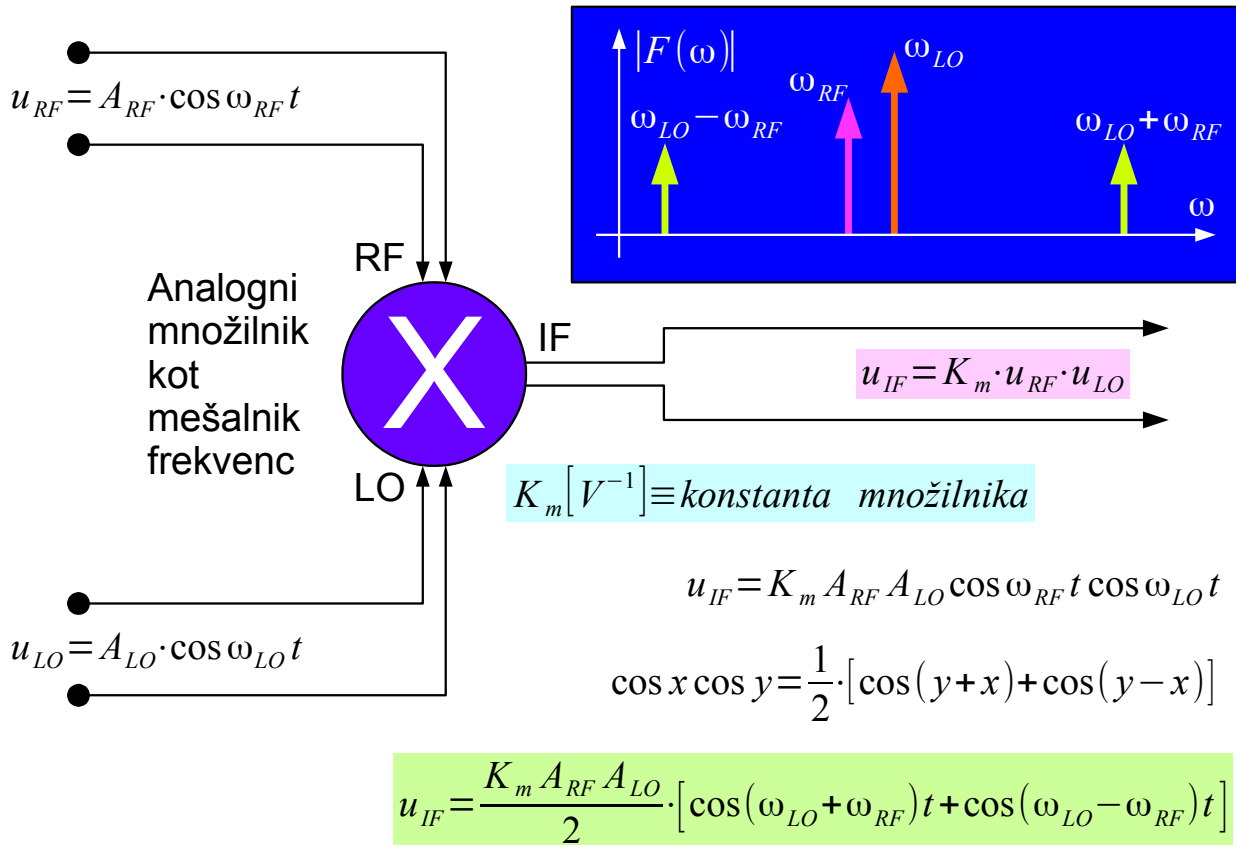 u_RF = A_RF · cos ω_RF t
|F(ω)|
ω_LO − ω_RF
ω_RF
ω_LO
ω_LO + ω_RF
ω
Analogni
množilnik
kot
mešalnik
frekvenc
RF
X
IF
LO
u_IF = K_m · u_RF · u_LO
K_m [V⁻¹] ≡ konstanta množilnika
u_LO = A_LO · cos ω_LO t
u_IF = K_m A_RF A_LO cos ω_RF t cos ω_LO t
cos x cos y = 1/2 · [cos(y+x) + cos(y−x)]
u_IF = K_m A_RF A_LO / 2 · [cos(ω_LO + ω_RF)t + cos(ω_LO − ω_RF)t]